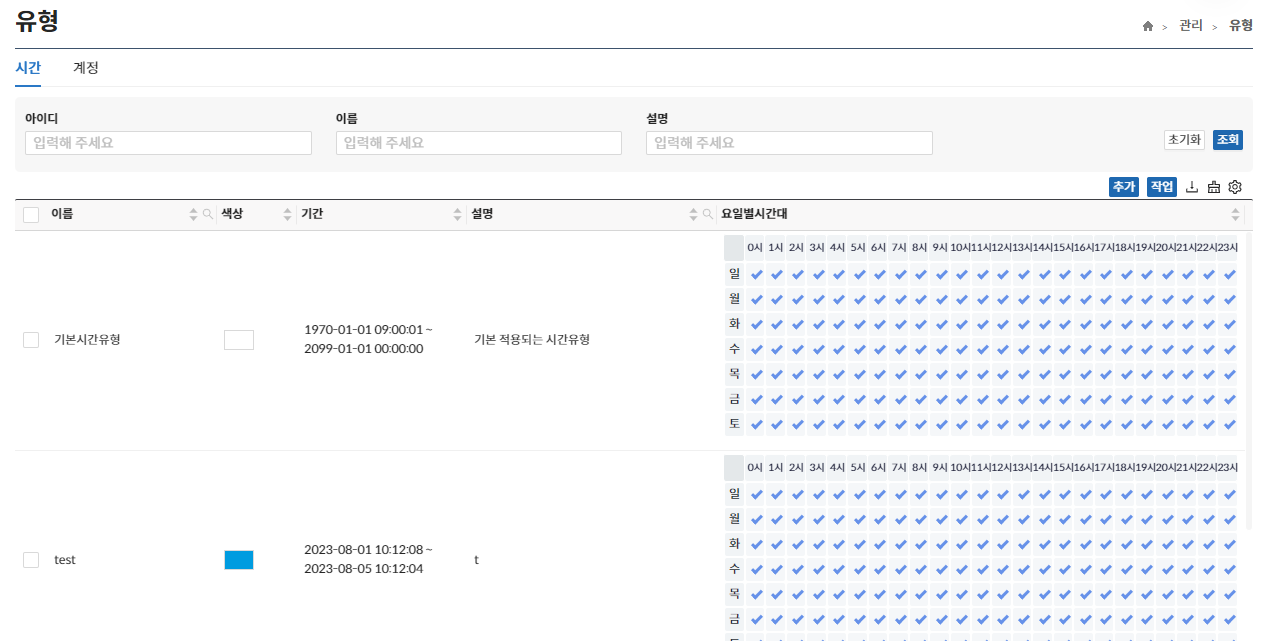 유형
관리 > 유형
시간 계정
아이디 이름 설명
입력해 주세요 입력해 주세요 입력해 주세요 초기화 조회
추가 작업
이름 색상 기간 설명 요일별시간대
0시 1시 2시 3시 4시 5시 6시 7시 8시 9시 10시 11시 12시 13시 14시 15시 16시 17시 18시 19시 20시 21시 22시 23시
일
월
화
기본시간유형 1970-01-01 09:00:01 ~ 기본 적용되는 시간유형
2099-01-01 00:00:00
수
목
금
토
0시 1시 2시 3시 4시 5시 6시 7시 8시 9시 10시 11시 12시 13시 14시 15시 16시 17시 18시 19시 20시 21시 22시 23시
일
월
화
test 2023-08-01 10:12:08 ~ t
2023-08-05 10:12:04
수
목
금